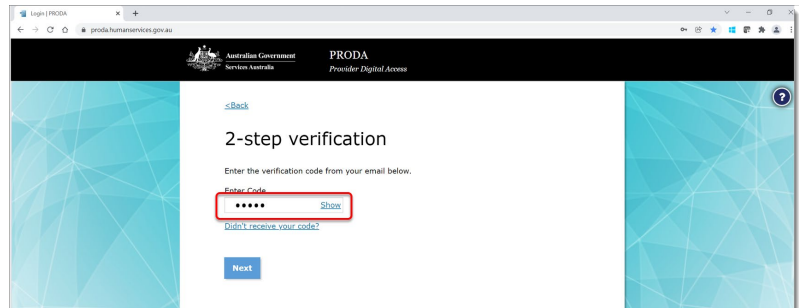 Login | PRODA
proda.humanservices.gov.au
Australian Government
Services Australia
PRODA
Provider Digital Access
?
<Back
2-step verification
Enter the verification code from your email below.
Enter Code
••••• Show
Didn't receive your code?
Next